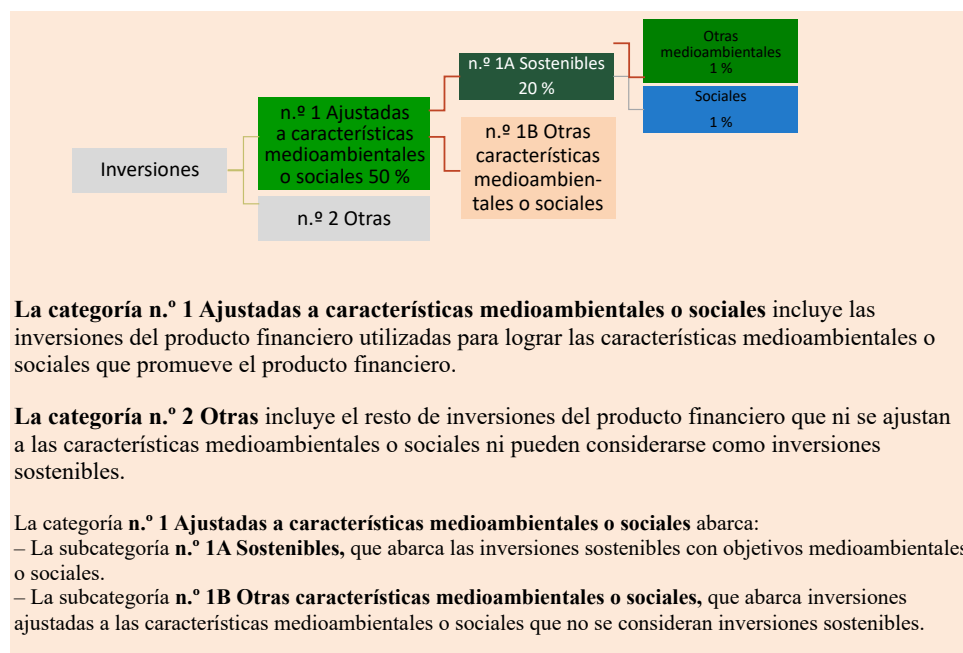 Otras
medioambientales
1 %
n.º 1A Sostenibles
20 %
Sociales
1 %
n.º 1 Ajustadas
a características
medioambientales
o sociales 50 %
n.º 1B Otras
características
medioambien-
tales o sociales
Inversiones
n.º 2 Otras
La categoría n.º 1 Ajustadas a características medioambientales o sociales incluye las
inversiones del producto financiero utilizadas para lograr las características medioambientales o
sociales que promueve el producto financiero.
La categoría n.º 2 Otras incluye el resto de inversiones del producto financiero que ni se ajustan
a las características medioambientales o sociales ni pueden considerarse como inversiones
sostenibles.
La categoría n.º 1 Ajustadas a características medioambientales o sociales abarca:
– La subcategoría n.º 1A Sostenibles, que abarca las inversiones sostenibles con objetivos medioambientales
o sociales.
– La subcategoría n.º 1B Otras características medioambientales o sociales, que abarca inversiones
ajustadas a las características medioambientales o sociales que no se consideran inversiones sostenibles.